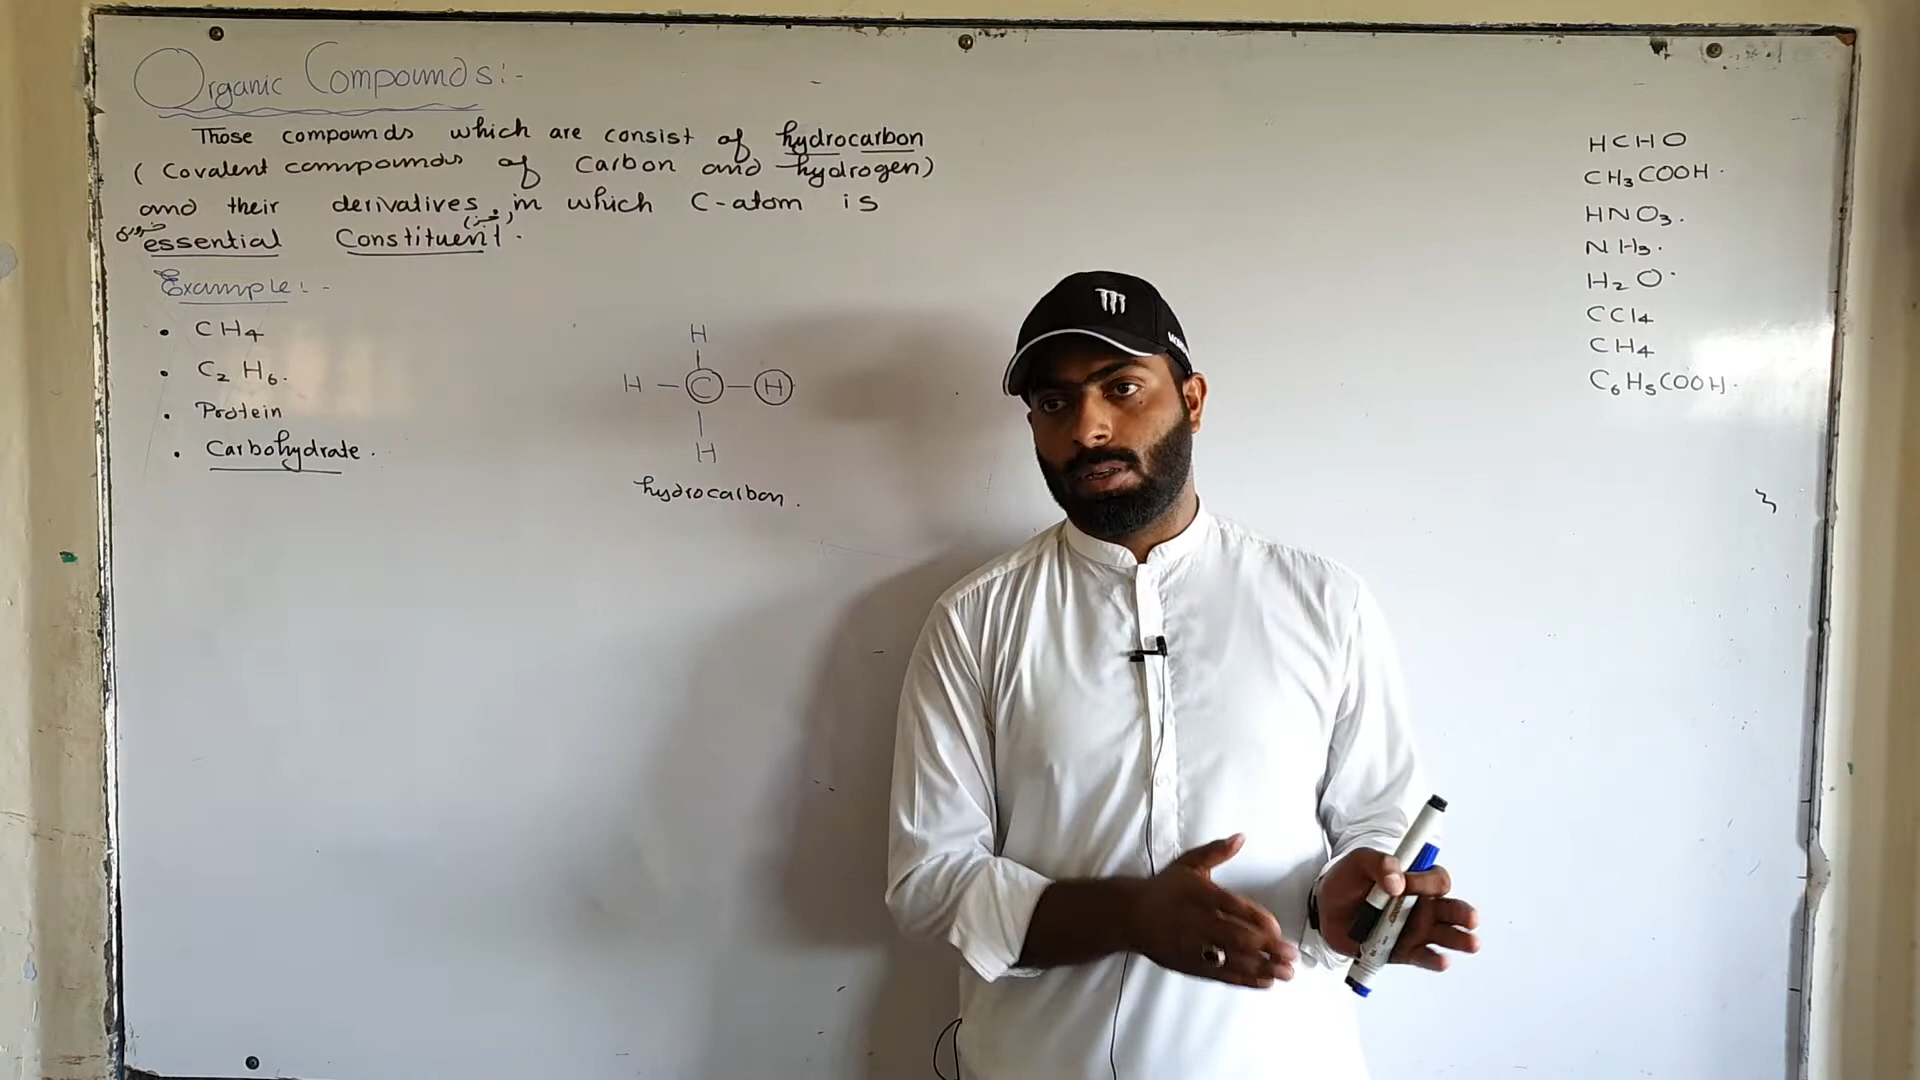 Organic Compounds:-
Those compounds which are consist of hydrocarbon
( Covalent compounds of Carbon and hydrogen)
and their derivatives, in which C-atom is
essential Constituent.
Example:-
• CH4
• C2H6.
• Protein
• Carbohydrate.
H
H - C - H
H
hydrocarbon.
HCHO
CH3COOH.
HNO3.
NH3.
H2O.
CCl4
CH4
C6H5COOH.